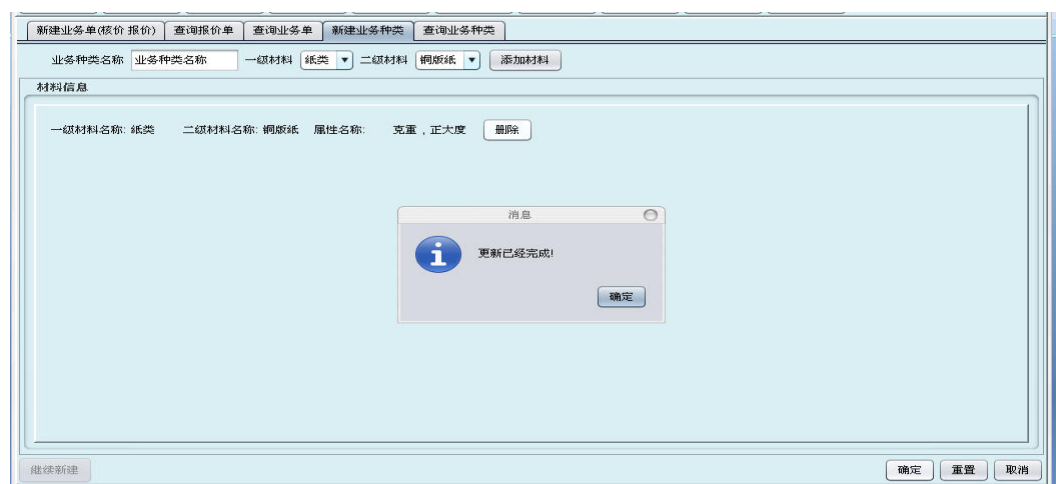 新建业务单(核价 报价) 查询报价单 查询业务单 新建业务种类 查询业务种类
业务种类名称 业务种类名称 一级材料 纸类 二级材料 铜版纸 添加材料
材料信息
一级材料名称: 纸类 二级材料名称: 铜版纸 属性名称: 克重 , 正大度 删除
消息
更新已经完成!
确定
继续新建 确定 重置 取消